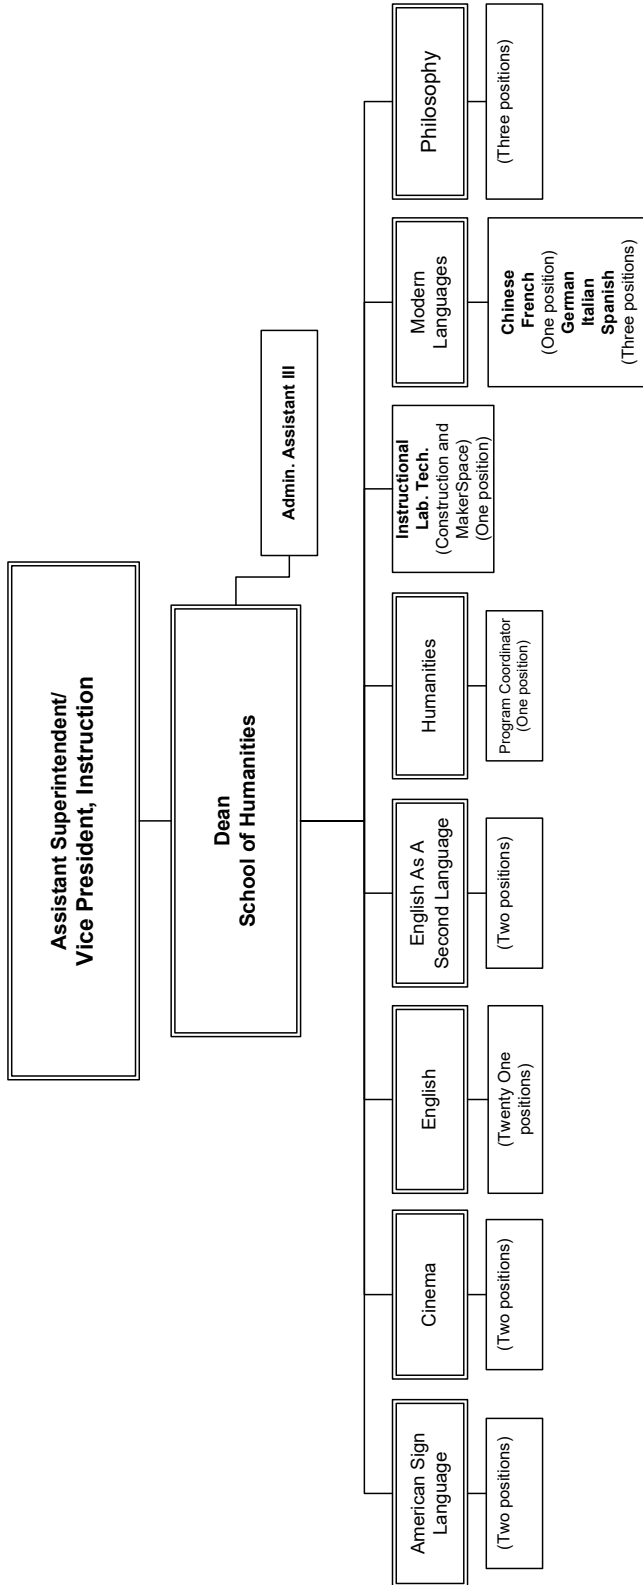 Assistant Superintendent/
Vice President, Instruction
Dean
School of Humanities
Admin. Assistant III
American Sign
Language
(Two positions)
Cinema
(Two positions)
English
(Twenty One
positions)
English As A
Second Language
(Two positions)
Humanities
Program Coordinator
(One position)
Instructional
Lab. Tech.
(Construction and
MakerSpace)
(One position)
Modern
Languages
Chinese
French
(One position)
German
Italian
Spanish
(Three positions)
Philosophy
(Three positions)